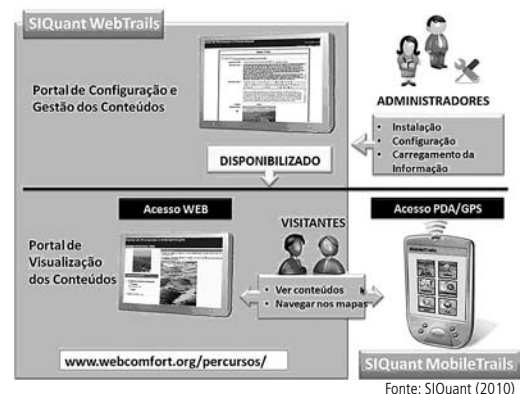 SIQuant WebTrails
Portal de Configuração e
Gestão dos Conteúdos
ADMINISTRADORES
• Instalação
• Configuração
• Carregamento da
Informação
DISPONIBILIZADO
Acesso WEB
VISITANTES
Acesso PDA/GPS
Portal de
Visualização
dos Conteúdos
• Ver conteúdos
• Navegar nos mapas
www.webcomfort.org/percursos/
SIQuant MobileTrails
Fonte: SIQuant (2010)